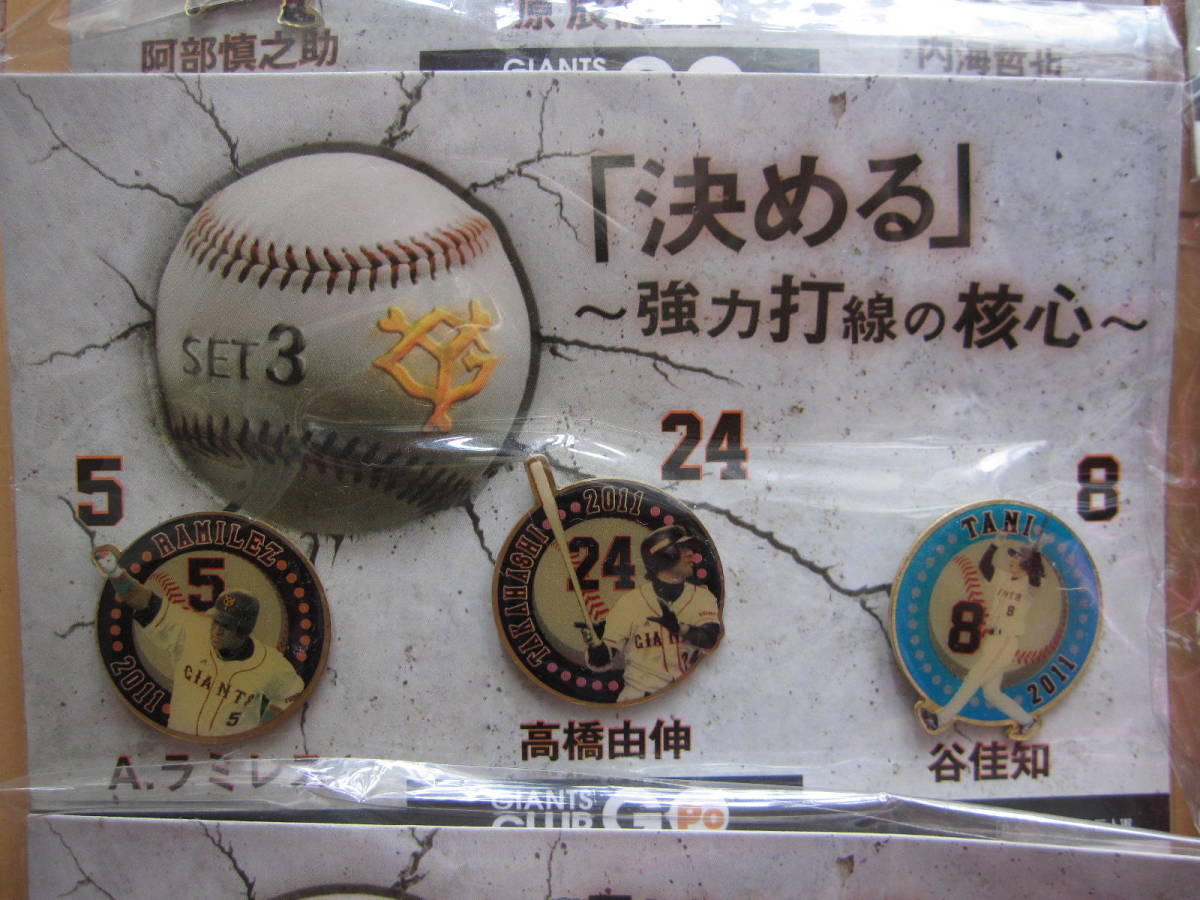 阿部慎之助
内海哲也
GIANTS
「決める」
~強力打線の核心~
SET 3
5
24
8
RAMILEZ
5
2011
GIANTS
5
TAKAHASHI 2011
24
GIANTS
TANI
8
8
2011
A.ラミレ
高橋由伸
谷佳知
GIANTS
CLUB
G Po